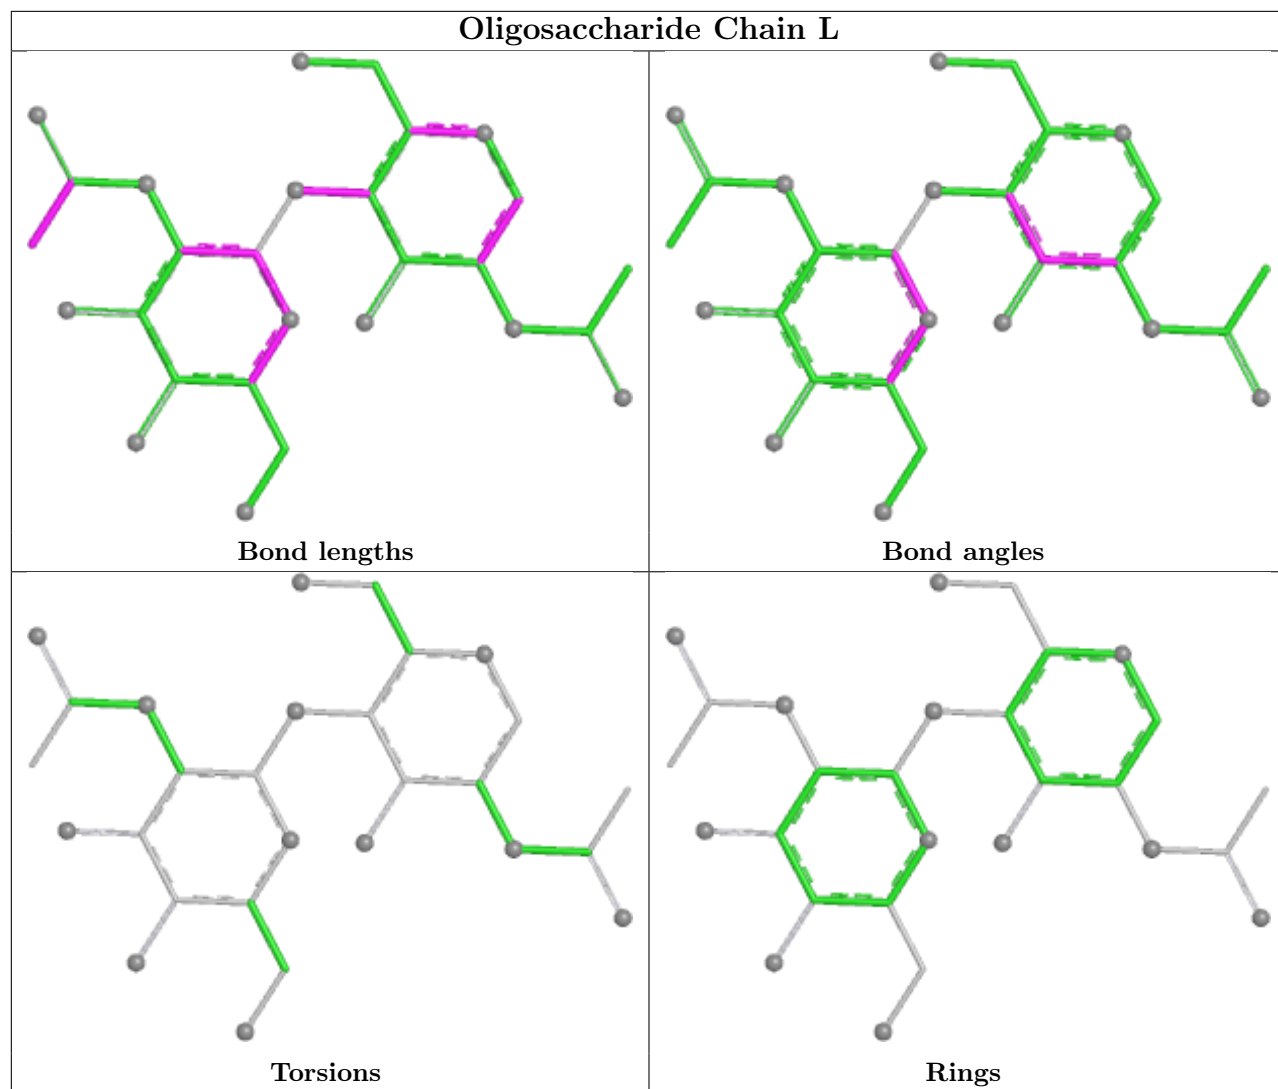 Oligosaccharide Chain L
Bond lengths
Bond angles
Torsions
Rings